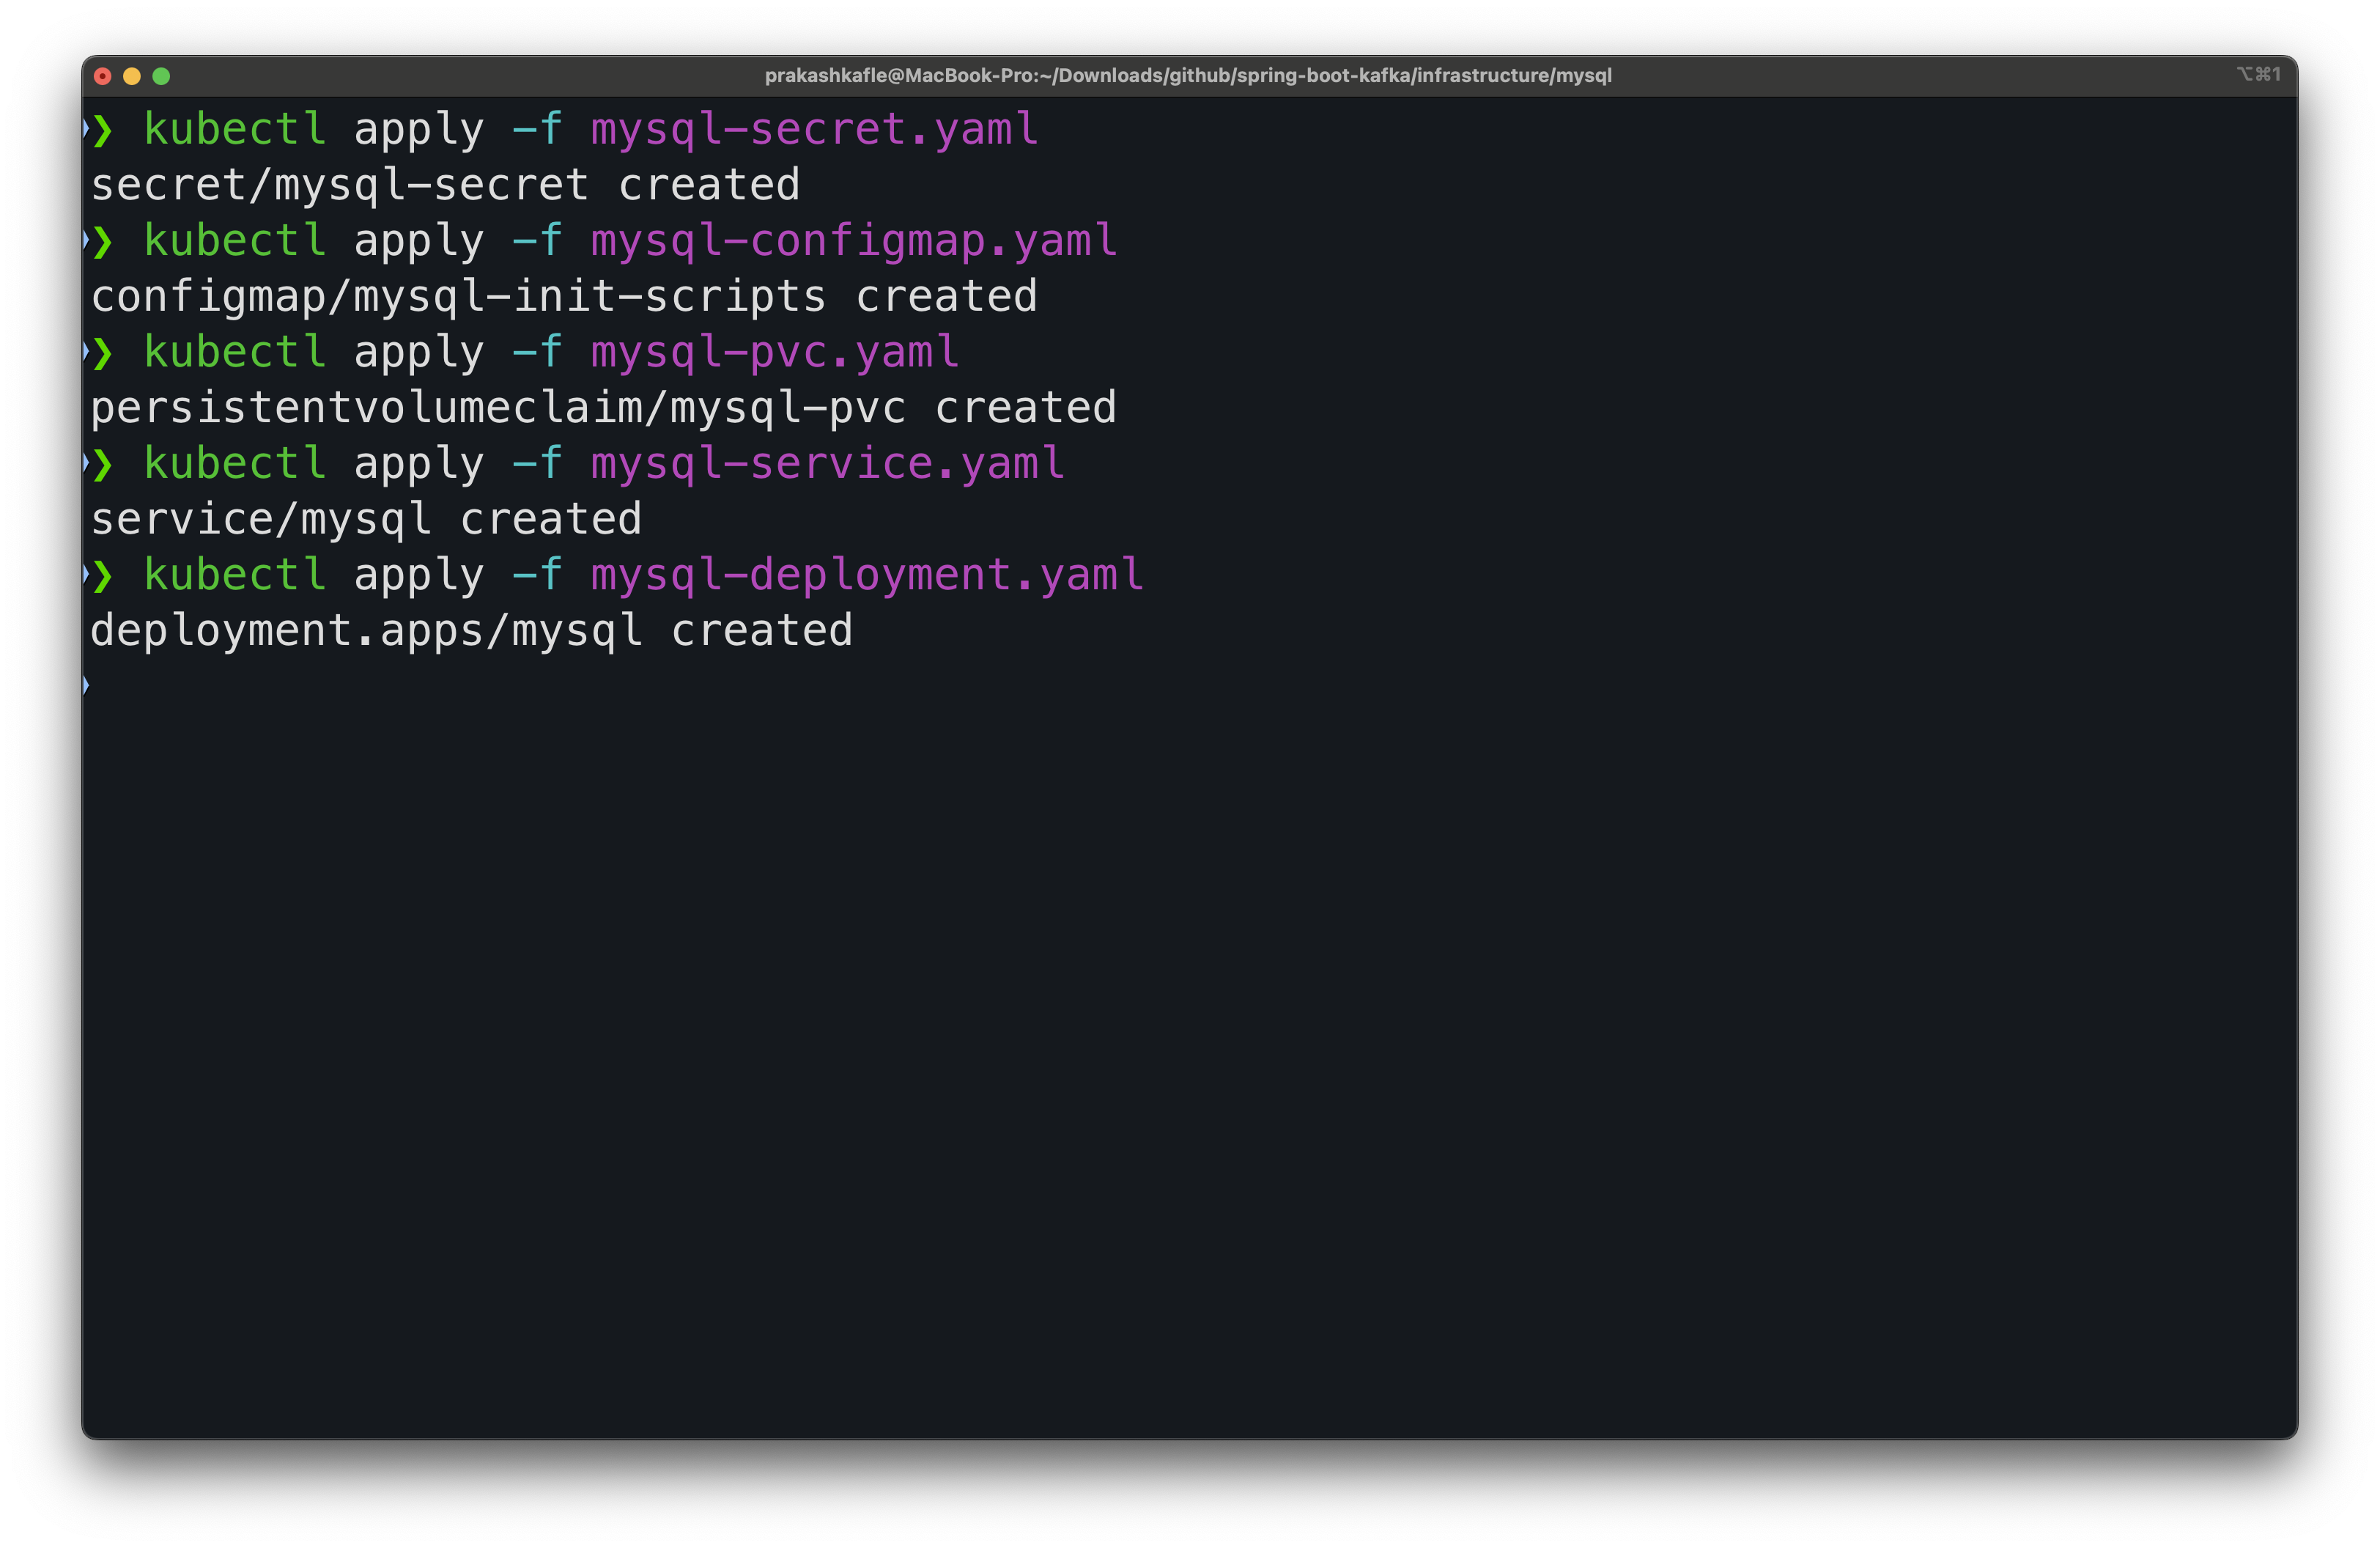 prakashkafle@MacBook-Pro:~/Downloads/github/spring-boot-kafka/infrastructure/mysql ⌥⌘1
❯ kubectl apply -f mysql-secret.yaml
secret/mysql-secret created
❯ kubectl apply -f mysql-configmap.yaml
configmap/mysql-init-scripts created
❯ kubectl apply -f mysql-pvc.yaml
persistentvolumeclaim/mysql-pvc created
❯ kubectl apply -f mysql-service.yaml
service/mysql created
❯ kubectl apply -f mysql-deployment.yaml
deployment.apps/mysql created